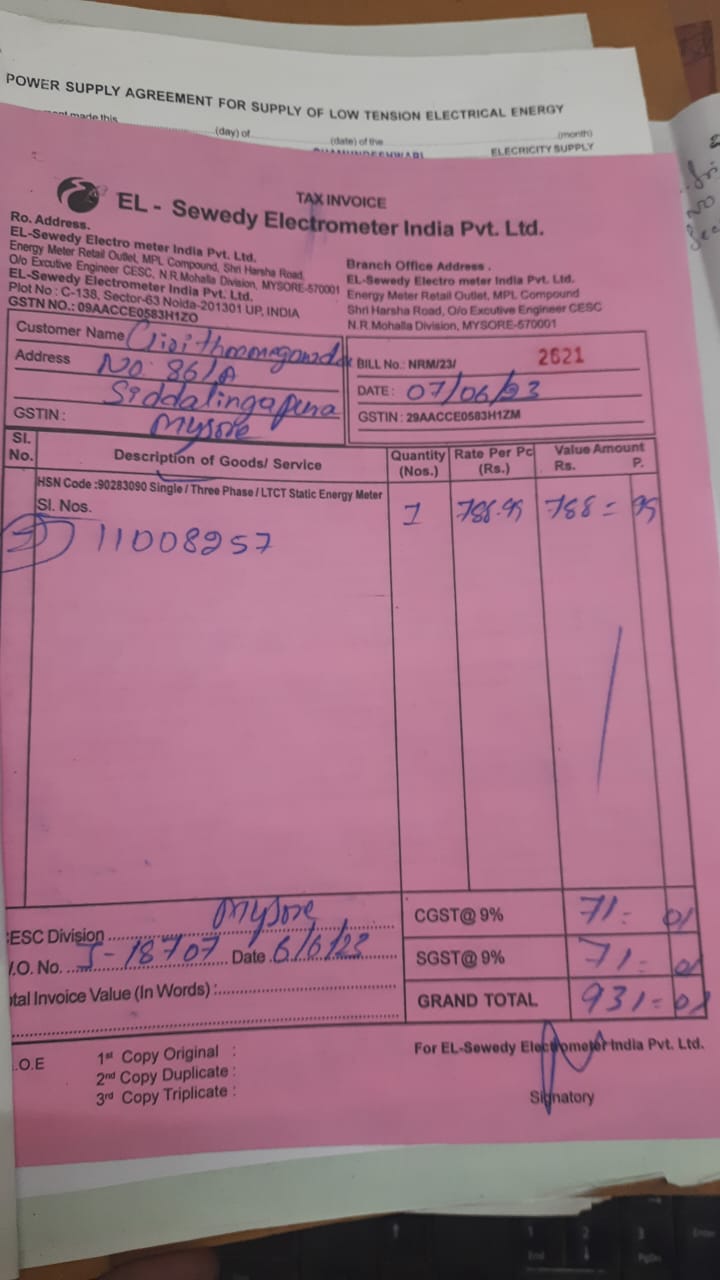 POWER SUPPLY AGREEMENT FOR SUPPLY OF LOW TENSION ELECTRICAL ENERGY
made this
(day) of
(date) of the
(month)
ELECRICITY SUPPLY
TAX INVOICE
EL - Sewedy Electrometer India Pvt. Ltd.
Ro. Address.
EL-Sewedy Electro meter India Pvt. Ltd.
Energy Meter Retail Outlet, MPL Compound, Shri Harsha Road,
O/o Excutive Engineer CESC, N.R.Mohalla Division, MYSORE-570001
EL-Sewedy Electrometer India Pvt. Ltd.
Plot No : C-138, Sector-63 Noida-201301 UP, INDIA
GSTN NO.: 09AACCE0583H1ZO
Branch Office Address .
EL-Sewedy Electro meter India Pvt. Ltd.
Energy Meter Retail Outlet, MPL Compound
Shri Harsha Road, O/o Excutive Engineer CESC
N.R.Mohalla Division, MYSORE-570001
Customer Name
Address No 86/A
Siddalingapura
GSTIN : Mysore
BILL No.: NRM/23/ 2621
DATE : 07/06/23
GSTIN : 29AACCE0583H1ZM
Sl. No. Description of Goods/ Service Quantity (Nos.) Rate Per Pc (Rs.) Value Amount Rs. P.
HSN Code :90283090 Single / Three Phase / LTCT Static Energy Meter
Sl. Nos. 1 788.99 788 = 99
11008257
ESC Division Mysore
.O. No. J-18707 Date 6/6/23
tal Invoice Value (In Words) :
CGST@ 9% 71- 01
SGST@ 9% 71- 01
GRAND TOTAL 931=01
.O.E
1st Copy Original :
2nd Copy Duplicate :
3rd Copy Triplicate :
For EL-Sewedy Electrometer India Pvt. Ltd.
Signatory